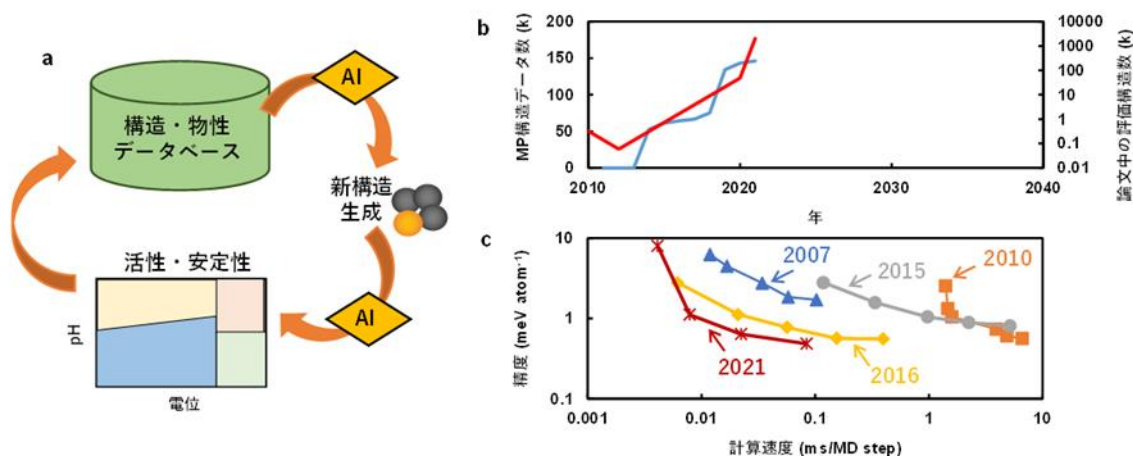 a
構造・物性
データベース
AI
新構造
生成
AI
活性・安定性
pH
電位
b
MP構造データ数 (k)
200
150
100
50
0
論文中の評価構造数 (k)
10000
1000
100
10
1
0.1
0.01
2010
2020
2030
2040
年
c
精度 (meV atom⁻¹)
10
1
0.1
2007
2015
2010
2021
2016
0.001
0.01
0.1
1
10
計算速度 (ms/MD step)